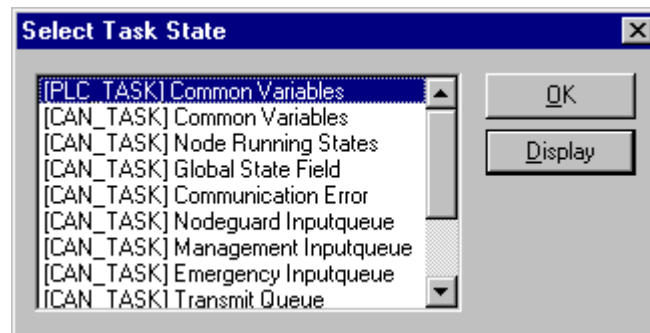 Select Task State
[PLC_TASK] Common Variables
[CAN_TASK] Common Variables
[CAN_TASK] Node Running States
[CAN_TASK] Global State Field
[CAN_TASK] Communication Error
[CAN_TASK] Nodeguard Inputqueue
[CAN_TASK] Management Inputqueue
[CAN_TASK] Emergency Inputqueue
[CAN_TASK] Transmit Queue
OK
Display